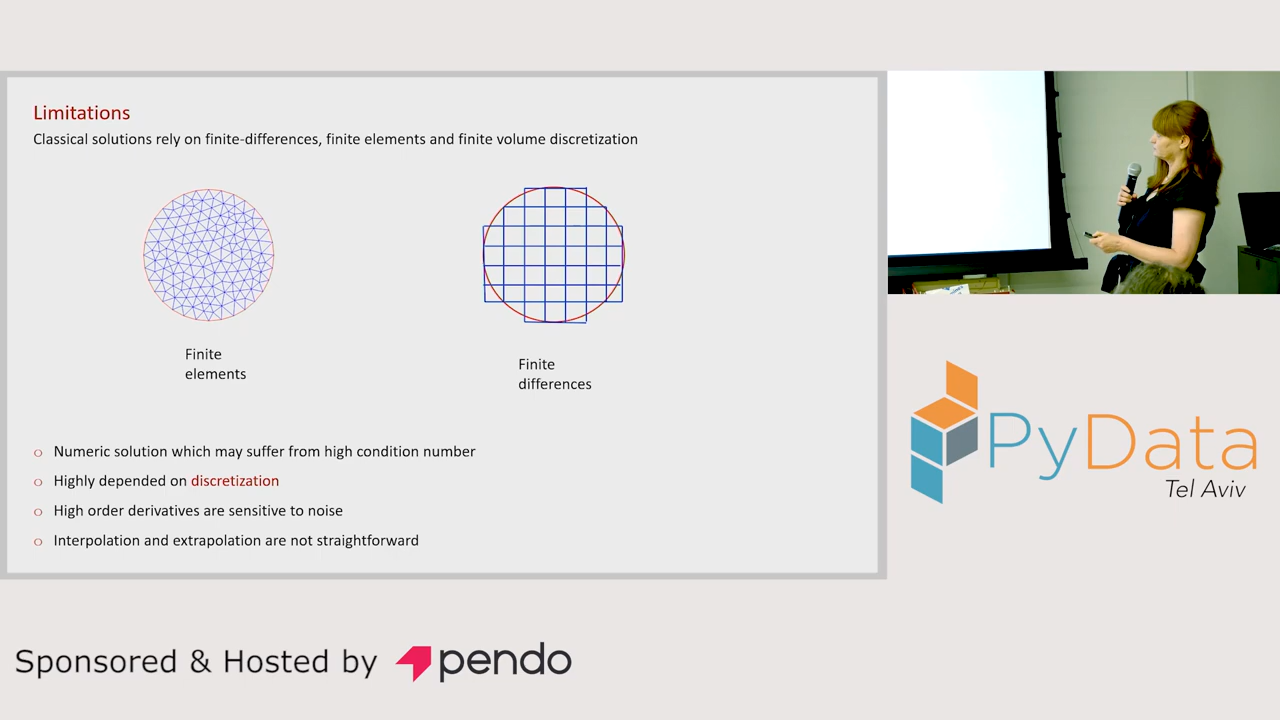 Limitations
Classical solutions rely on finite-differences, finite elements and finite volume discretization
Finite
elements
Finite
differences
Numeric solution which may suffer from high condition number
Highly depended on discretization
High order derivatives are sensitive to noise
Interpolation and extrapolation are not straightforward
PyData
Tel Aviv
Sponsored & Hosted by pendo